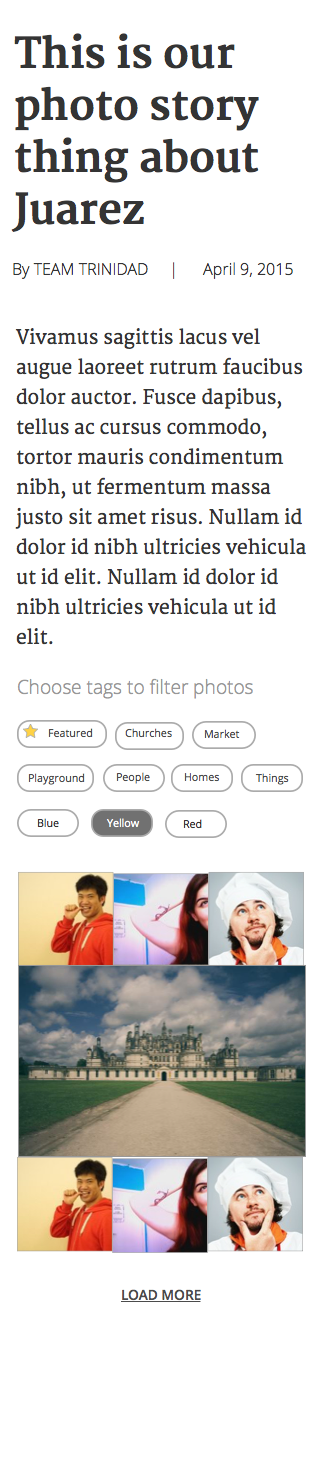 This is our
photo story
thing about
Juarez
By TEAM TRINIDAD | April 9, 2015
Vivamus sagittis lacus vel
augue laoreet rutrum faucibus
dolor auctor. Fusce dapibus,
tellus ac cursus commodo,
tortor mauris condimentum
nibh, ut fermentum massa
justo sit amet risus. Nullam id
dolor id nibh ultricies vehicula
ut id elit. Nullam id dolor id
nibh ultricies vehicula ut id
elit.
Choose tags to filter photos
Featured Churches Market
Playground People Homes Things
Blue Yellow Red
LOAD MORE